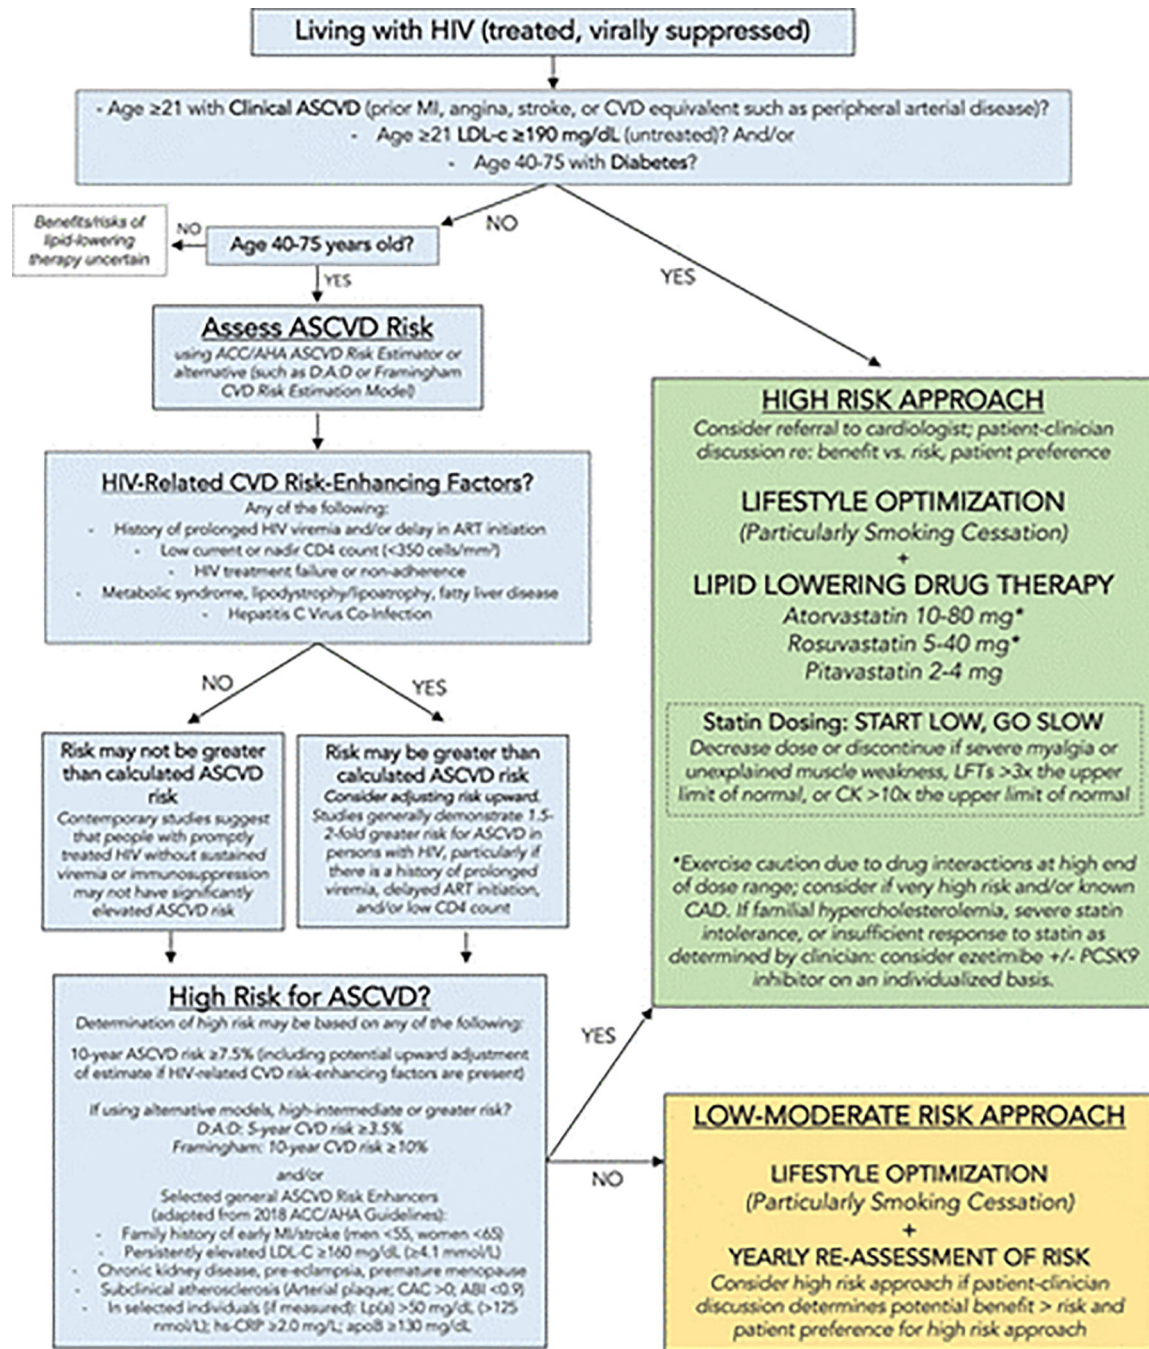 Living with HIV (treated, virally suppressed)
- Age ≥21 with Clinical ASCVD (prior MI, angina, stroke, or CVD equivalent such as peripheral arterial disease)?
- Age ≥21 LDL-c ≥190 mg/dL (untreated)? And/or
- Age 40-75 with Diabetes?
NO
YES
Benefits/risks of
lipid-lowering
therapy uncertain
NO
Age 40-75 years old?
YES
Assess ASCVD Risk
using ACC/AHA ASCVD Risk Estimator or
alternative (such as D:A:D or Framingham
CVD Risk Estimation Model)
HIV-Related CVD Risk-Enhancing Factors?
Any of the following:
- History of prolonged HIV viremia and/or delay in ART initiation
- Low current or nadir CD4 count (<350 cells/mm³)
- HIV treatment failure or non-adherence
- Metabolic syndrome, lipodystrophy/lipoatrophy, fatty liver disease
- Hepatitis C Virus Co-Infection
NO
YES
Risk may not be greater
than calculated ASCVD
risk
Contemporary studies suggest
that people with promptly
treated HIV without sustained
viremia or immunosuppression
may not have significantly
elevated ASCVD risk
Risk may be greater than
calculated ASCVD risk
Consider adjusting risk upward.
Studies generally demonstrate 1.5-
2-fold greater risk for ASCVD in
persons with HIV, particularly if
there is a history of prolonged
viremia, delayed ART initiation,
and/or low CD4 count
High Risk for ASCVD?
Determination of high risk may be based on any of the following:
10-year ASCVD risk ≥7.5% (including potential upward adjustment
of estimate if HIV-related CVD risk-enhancing factors are present)
If using alternative models, high-intermediate or greater risk?
D:A:D: 5-year CVD risk ≥3.5%
Framingham: 10-year CVD risk ≥10%
and/or
Selected general ASCVD Risk Enhancers
(adapted from 2018 ACC/AHA Guidelines):
- Family history of early MI/stroke (men <55, women <65)
- Persistently elevated LDL-C ≥160 mg/dL (≥4.1 mmol/L)
- Chronic kidney disease, pre-eclampsia, premature menopause
- Subclinical atherosclerosis (Arterial plaque; CAC >0; ABI <0.9)
- In selected individuals (if measured): Lp(a) >50 mg/dL (>125
nmol/L); hs-CRP ≥2.0 mg/L; apoB ≥130 mg/dL
YES
NO
HIGH RISK APPROACH
Consider referral to cardiologist; patient-clinician
discussion re: benefit vs. risk, patient preference
LIFESTYLE OPTIMIZATION
(Particularly Smoking Cessation)
+
LIPID LOWERING DRUG THERAPY
Atorvastatin 10-80 mg*
Rosuvastatin 5-40 mg*
Pitavastatin 2-4 mg
Statin Dosing: START LOW, GO SLOW
Decrease dose or discontinue if severe myalgia or
unexplained muscle weakness, LFTs >3x the upper
limit of normal, or CK >10x the upper limit of normal
*Exercise caution due to drug interactions at high end
of dose range; consider if very high risk and/or known
CAD. If familial hypercholesterolemia, severe statin
intolerance, or insufficient response to statin as
determined by clinician: consider ezetimibe +/- PCSK9
inhibitor on an individualized basis.
LOW-MODERATE RISK APPROACH
LIFESTYLE OPTIMIZATION
(Particularly Smoking Cessation)
+
YEARLY RE-ASSESSMENT OF RISK
Consider high risk approach if patient-clinician
discussion determines potential benefit > risk and
patient preference for high risk approach